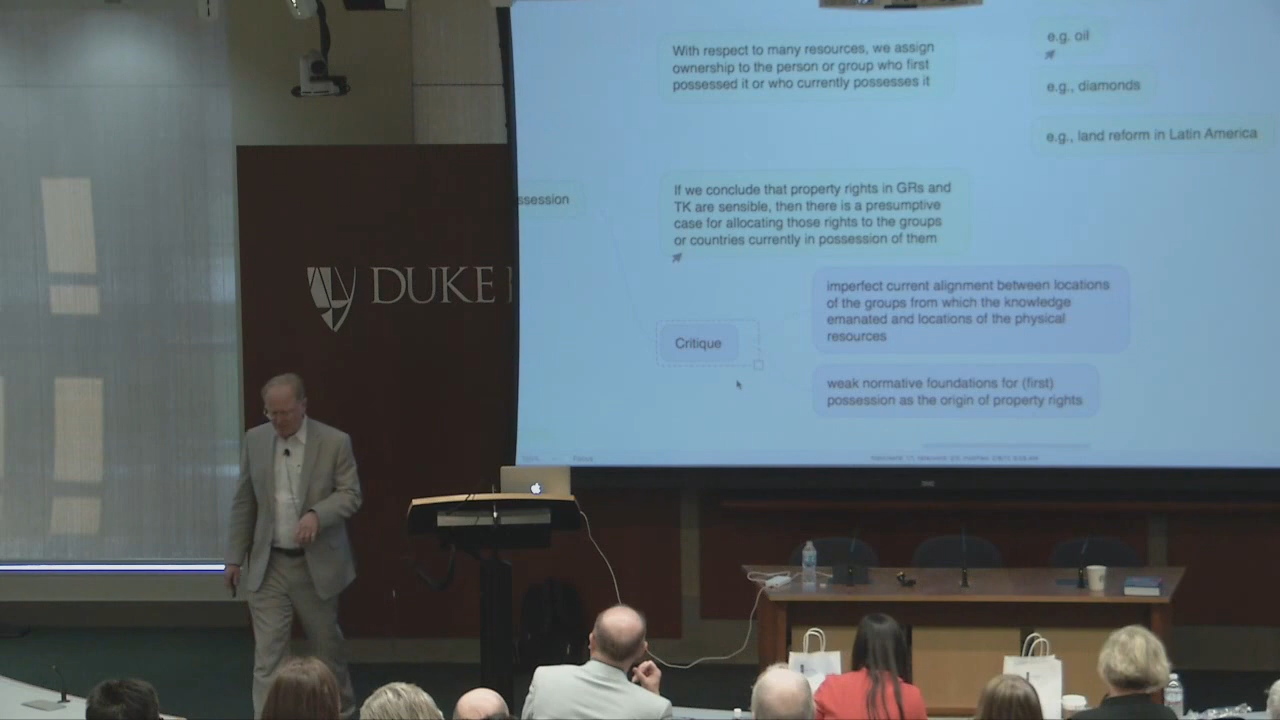 With respect to many resources, we assign
ownership to the person or group who first
possessed it or who currently possesses it
e.g. oil
e.g., diamonds
e.g., land reform in Latin America
ssession
If we conclude that property rights in GRs and
TK are sensible, then there is a presumptive
case for allocating those rights to the groups
or countries currently in possession of them
Critique
imperfect current alignment between locations
of the groups from which the knowledge
emanated and locations of the physical
resources
weak normative foundations for (first)
possession as the origin of property rights
DUKE